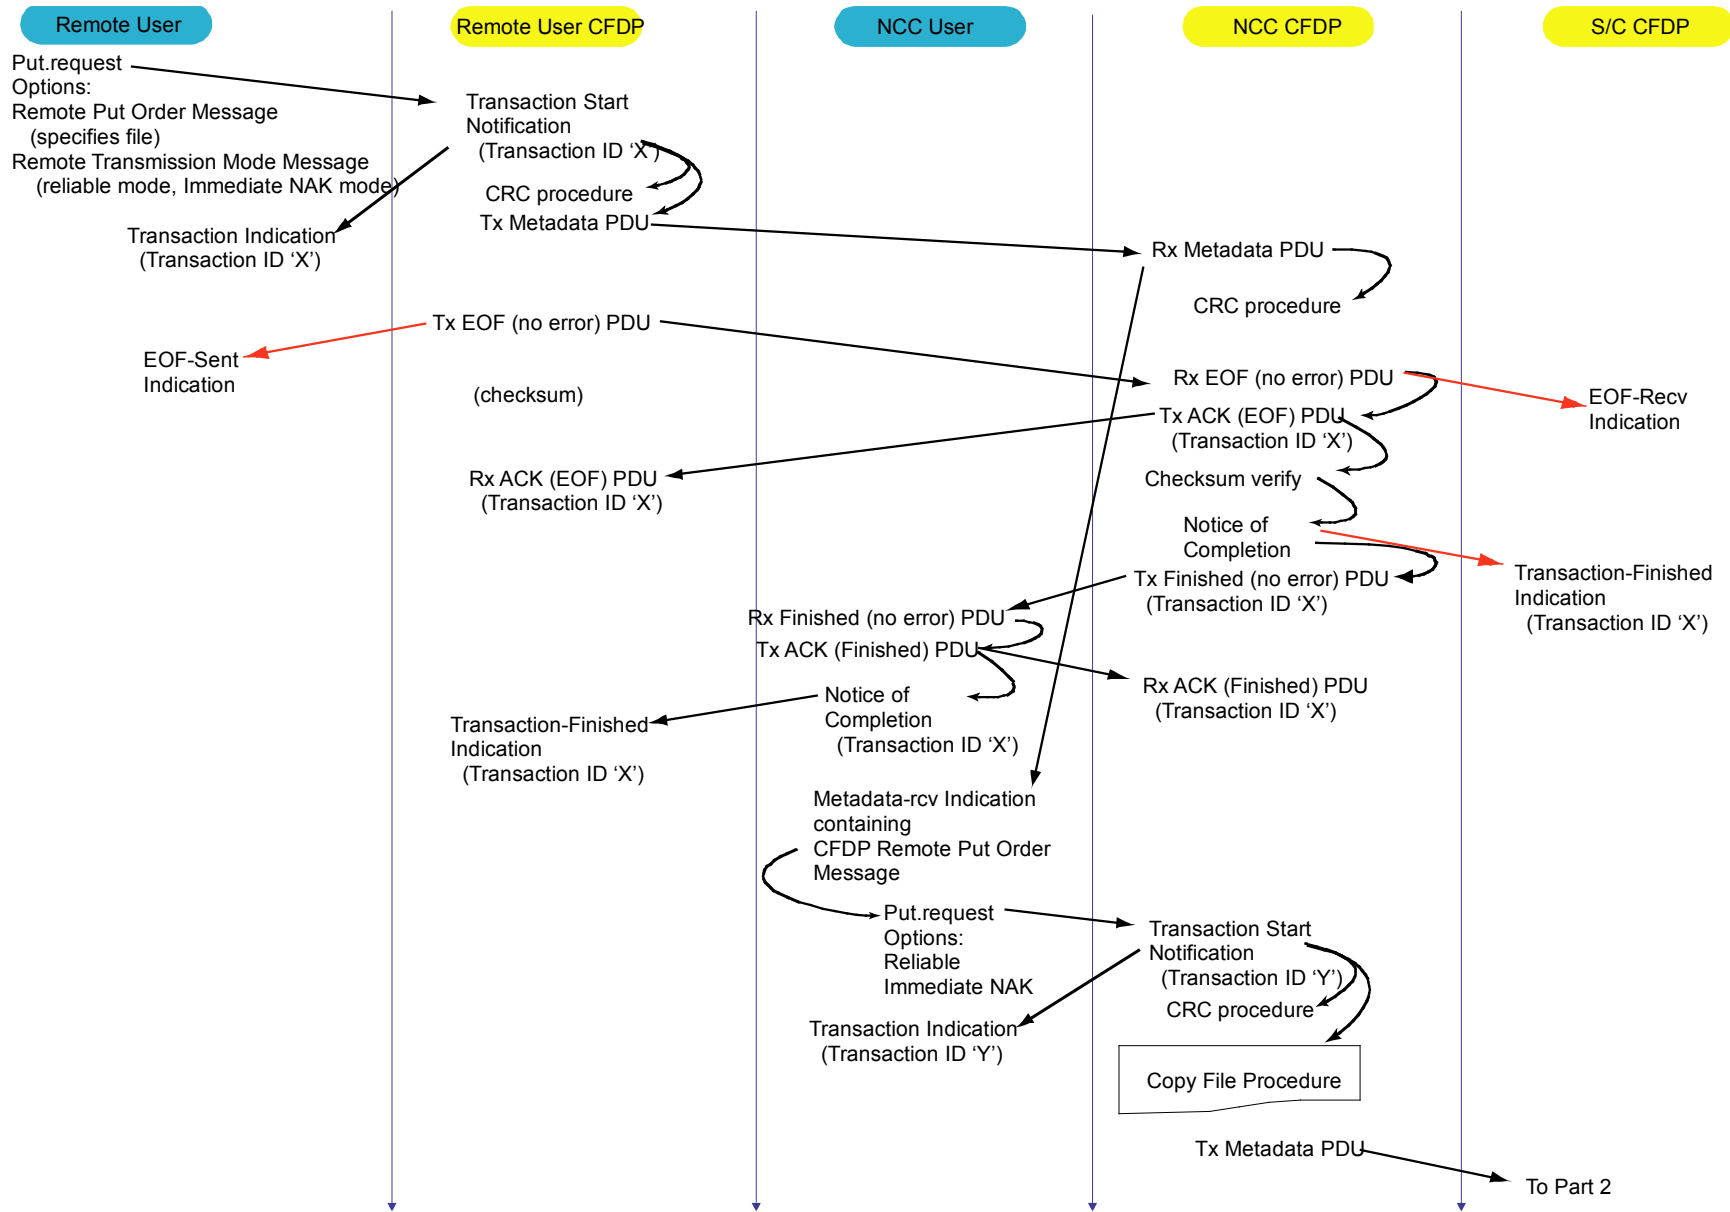 Remote User
Remote User CFDP
NCC User
NCC CFDP
S/C CFDP
Put.request
Options:
Remote Put Order Message
(specifies file)
Remote Transmission Mode Message
(reliable mode, Immediate NAK mode)
Transaction Start
Notification
(Transaction ID ‘X’)
CRC procedure
Tx Metadata PDU
Transaction Indication
(Transaction ID ‘X’)
Rx Metadata PDU
CRC procedure
Tx EOF (no error) PDU
EOF-Sent
Indication
(checksum)
Rx EOF (no error) PDU
EOF-Recv
Indication
Tx ACK (EOF) PDU
(Transaction ID ‘X’)
Rx ACK (EOF) PDU
(Transaction ID ‘X’)
Checksum verify
Notice of
Completion
Tx Finished (no error) PDU
(Transaction ID ‘X’)
Transaction-Finished
Indication
(Transaction ID ‘X’)
Rx Finished (no error) PDU
Tx ACK (Finished) PDU
Rx ACK (Finished) PDU
(Transaction ID ‘X’)
Notice of
Completion
(Transaction ID ‘X’)
Transaction-Finished
Indication
(Transaction ID ‘X’)
Metadata-rcv Indication
containing
CFDP Remote Put Order
Message
Put.request
Options:
Reliable
Immediate NAK
Transaction Start
Notification
(Transaction ID ‘Y’)
CRC procedure
Transaction Indication
(Transaction ID ‘Y’)
Copy File Procedure
Tx Metadata PDU
To Part 2